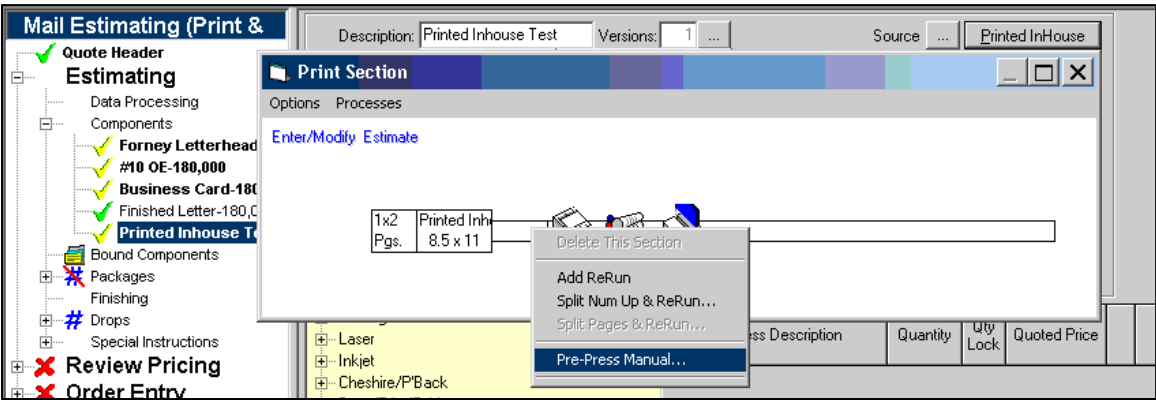 Mail Estimating (Print &
Quote Header
Estimating
Data Processing
Components
Forney Letterhead
#10 OE-180,000
Business Card-180
Finished Letter-180,0
Printed Inhouse Te
Bound Components
Packages
Finishing
Drops
Special Instructions
Review Pricing
Order Entry
Description: Printed Inhouse Test Versions: 1 ... Source ... Printed InHouse
Print Section
Options Processes
Enter/Modify Estimate
1x2 Printed Inh
Pgs. 8.5 x 11
Delete This Section
Add ReRun
Split Num Up & ReRun...
Split Pages & ReRun...
Pre-Press Manual...
Laser
Inkjet
Cheshire/P'Back
ess Description Quantity Qty Lock Quoted Price